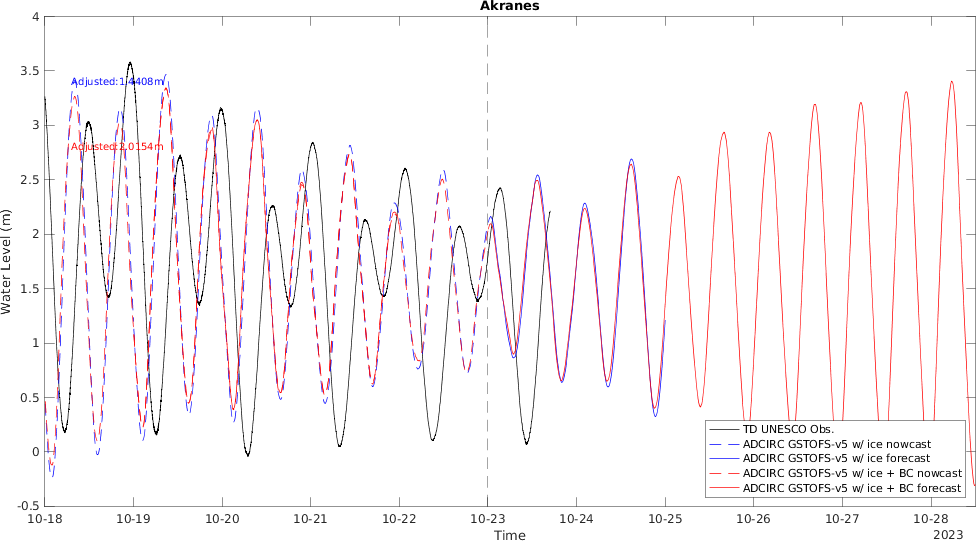 Akranes
4
3.5
3
2.5
2
1.5
1
0.5
0
-0.5
Water Level (m)
Adjusted:1.4408m
Adjusted:2.0154m
TD UNESCO Obs.
ADCIRC GSTOFS-v5 w/ ice nowcast
ADCIRC GSTOFS-v5 w/ ice forecast
ADCIRC GSTOFS-v5 w/ ice + BC nowcast
ADCIRC GSTOFS-v5 w/ ice + BC forecast
10-18 10-19 10-20 10-21 10-22 10-23 10-24 10-25 10-26 10-27 10-28
Time
2023